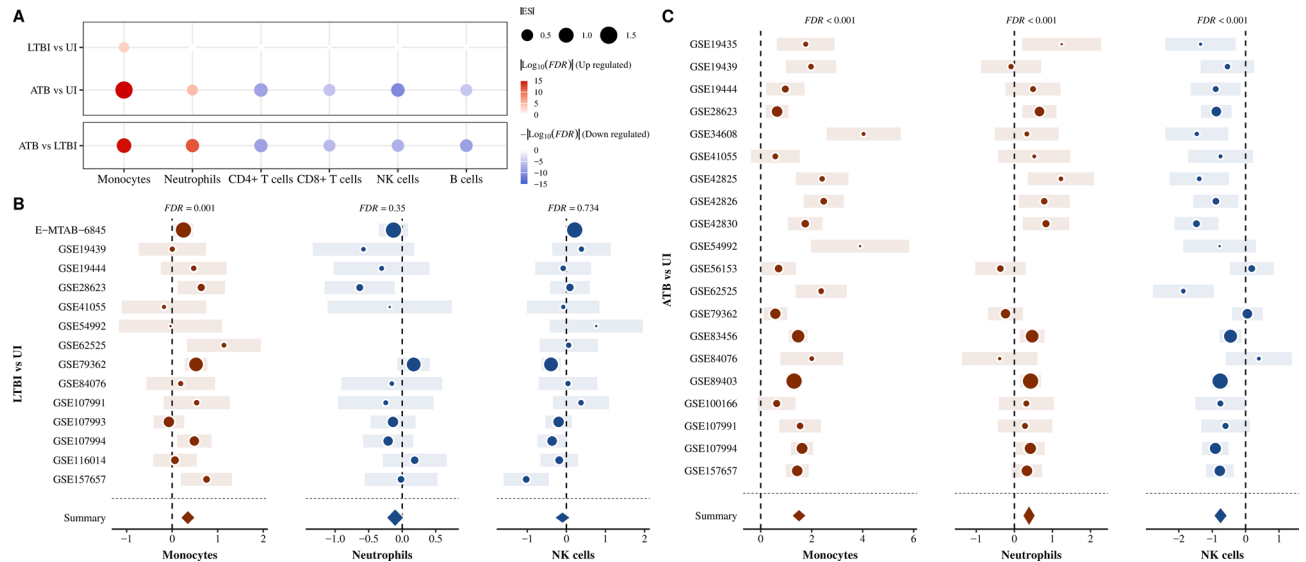 A
LTBI vs UI
ATB vs UI
ATB vs LTBI
Monocytes Neutrophils CD4+ T cells CD8+ T cells NK cells B cells
|ES|
0.5 1.0 1.5
|Log10(FDR)| (Up regulated)
15
10
5
0
−|Log10(FDR)| (Down regulated)
0
−5
−10
−15
B
FDR = 0.001 FDR = 0.35 FDR = 0.734
LTBI vs UI
E−MTAB−6845
GSE19439
GSE19444
GSE28623
GSE41055
GSE54992
GSE62525
GSE79362
GSE84076
GSE107991
GSE107993
GSE107994
GSE116014
GSE157657
Summary
−1 0 1 2 −1.0 −0.5 0.0 0.5 −1 0 1 2
Monocytes Neutrophils NK cells
C
FDR < 0.001 FDR < 0.001 FDR < 0.001
ATB vs UI
GSE19435
GSE19439
GSE19444
GSE28623
GSE34608
GSE41055
GSE42825
GSE42826
GSE42830
GSE54992
GSE56153
GSE62525
GSE79362
GSE83456
GSE84076
GSE89403
GSE100166
GSE107991
GSE107994
GSE157657
Summary
0 2 4 6 −1 0 1 2 −2 −1 0 1
Monocytes Neutrophils NK cells